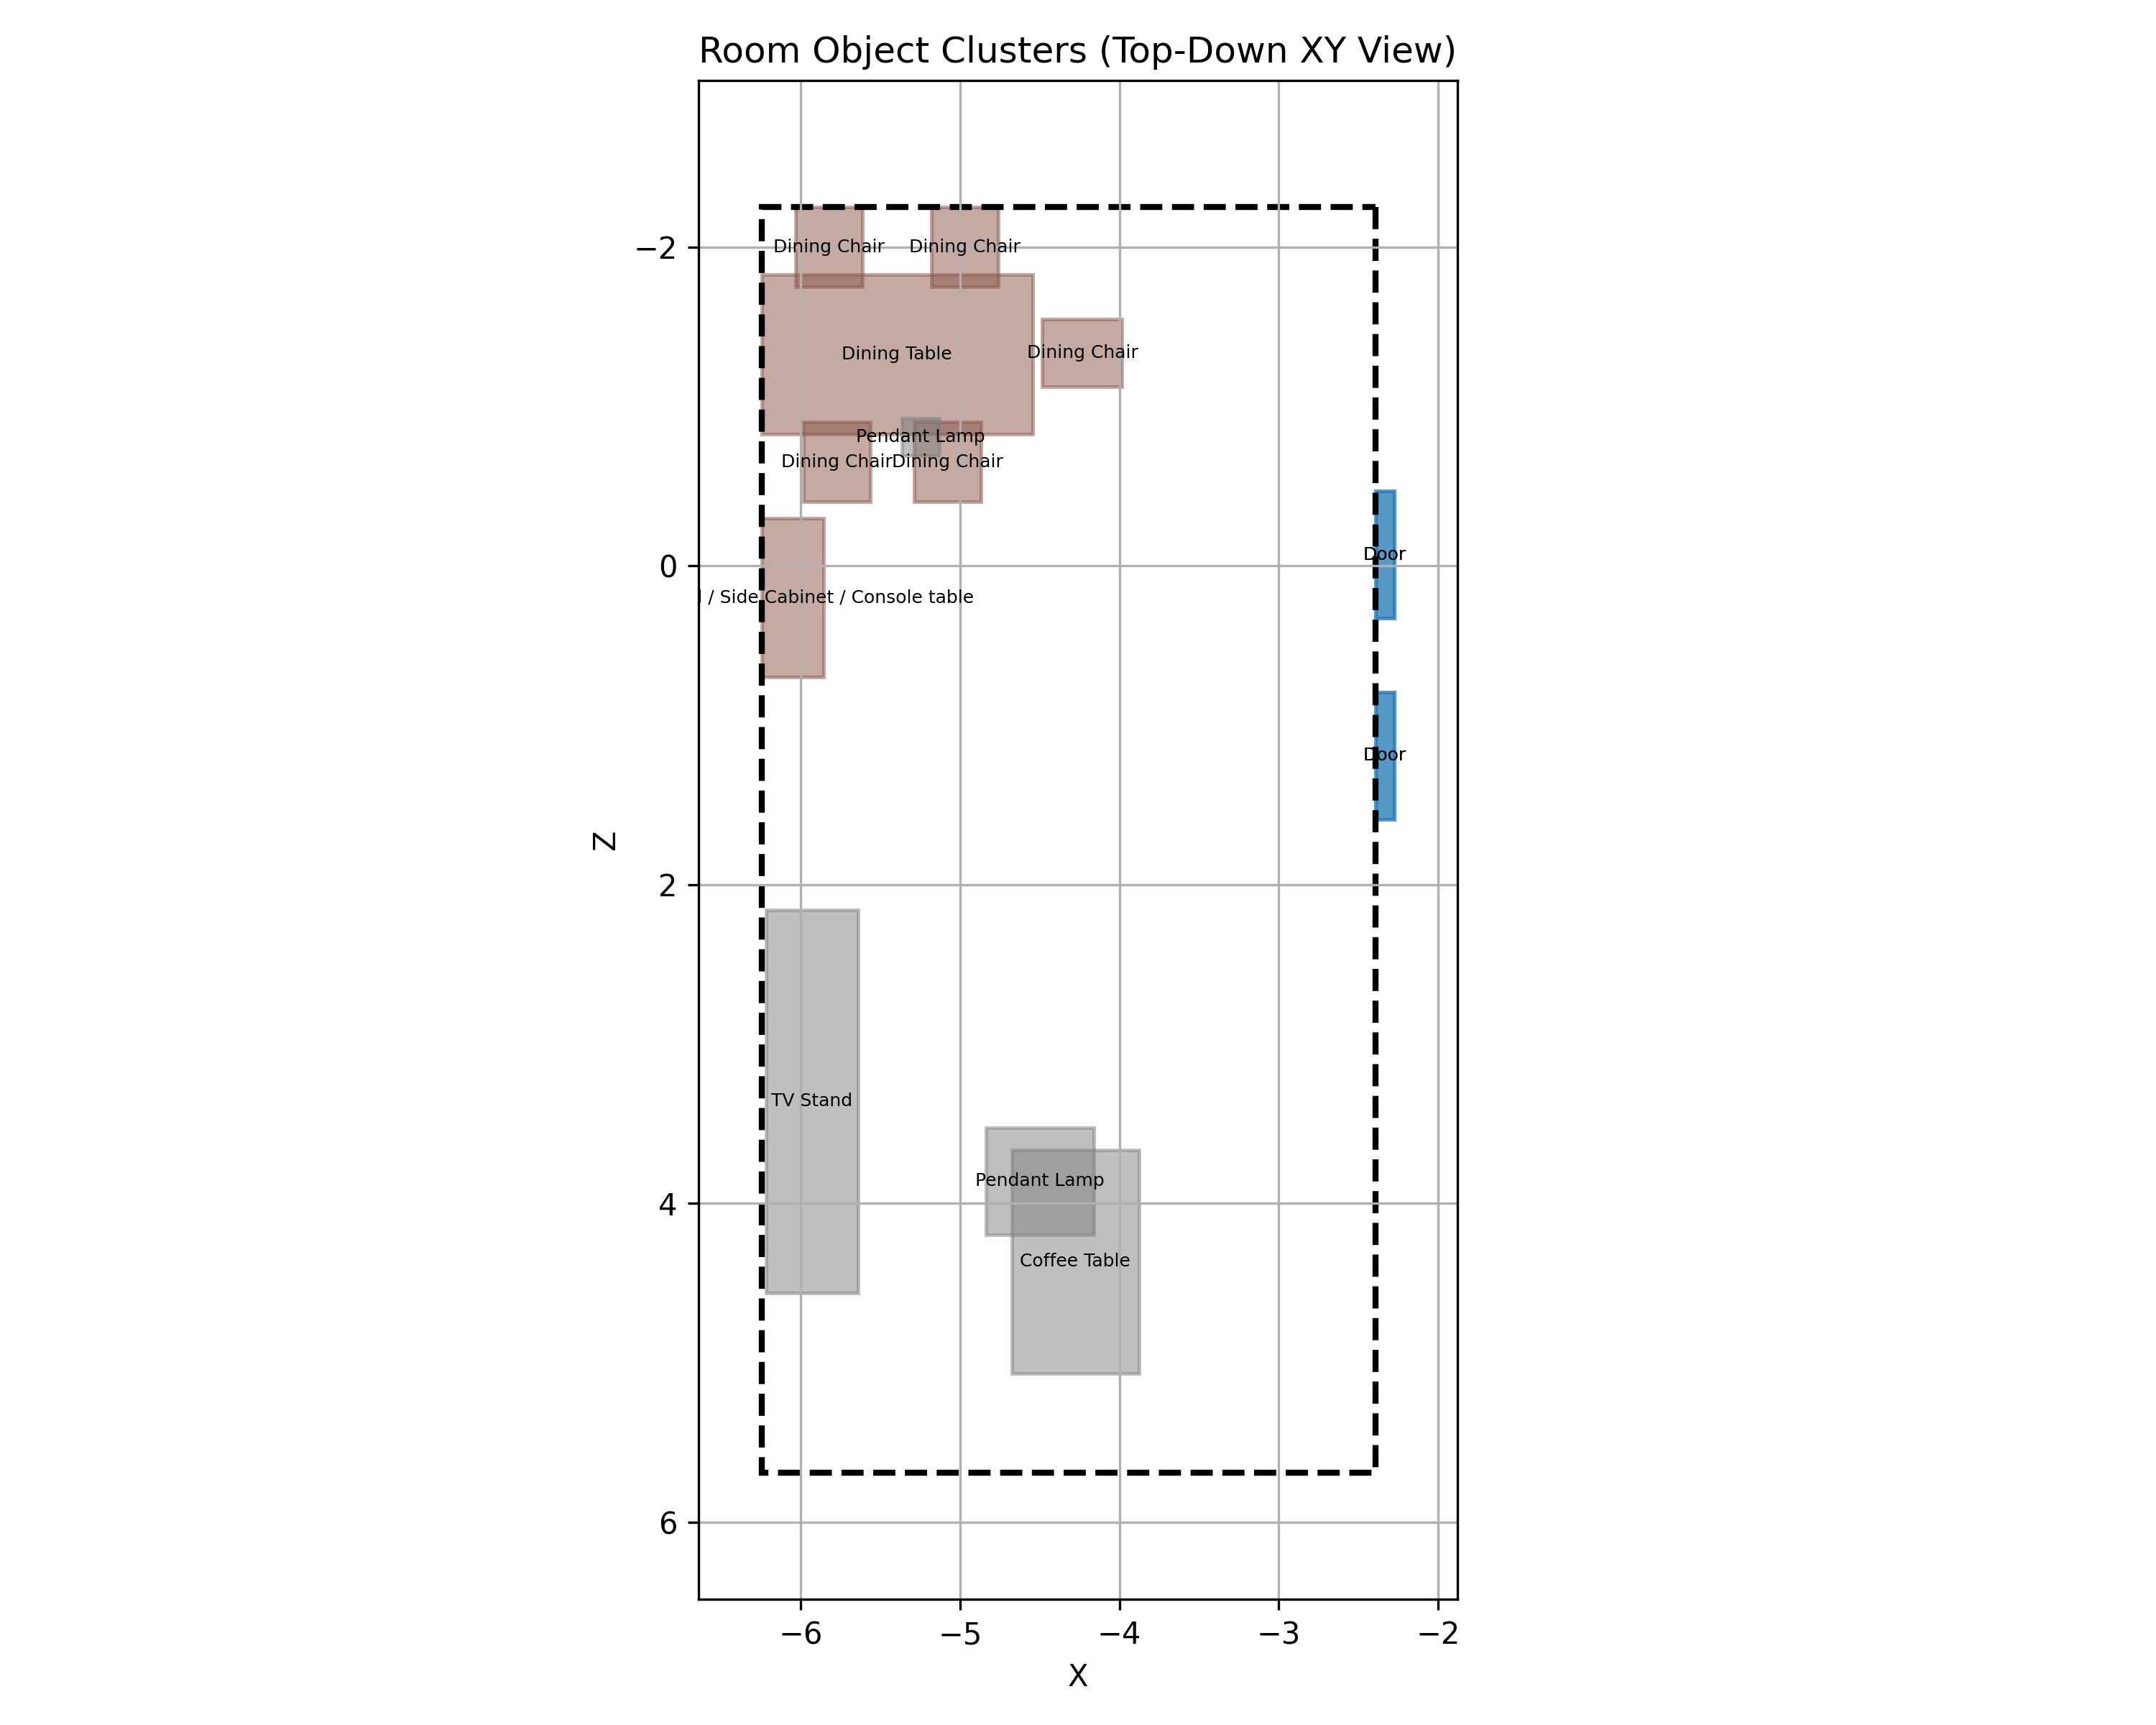 Room Object Clusters (Top-Down XY View)
Dining Chair
Dining Chair
−2
Dining Table
Dining Chair
Pendant Lamp
Dining Chair
Dining Chair
Door
0
/ Side Cabinet / Console table
Door
Z
2
TV Stand
Pendant Lamp
4
Coffee Table
6
−6
−5
−4
−3
−2
X